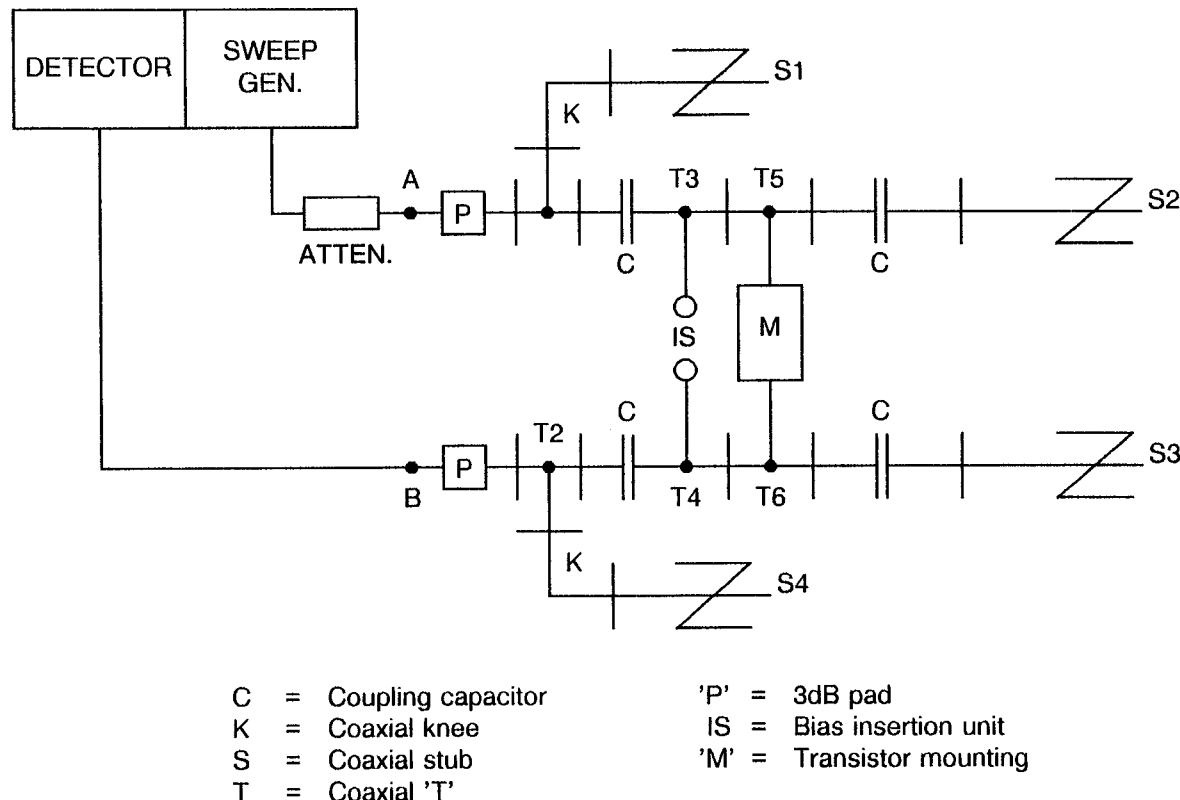 DETECTOR
SWEEP
GEN.
S1
K
A
T3
T5
P
S2
ATTEN.
C
C
IS
M
C
C
T2
P
S3
B
T4
T6
K
S4
C = Coupling capacitor
K = Coaxial knee
S = Coaxial stub
T = Coaxial 'T'
'P' = 3dB pad
IS = Bias insertion unit
'M' = Transistor mounting